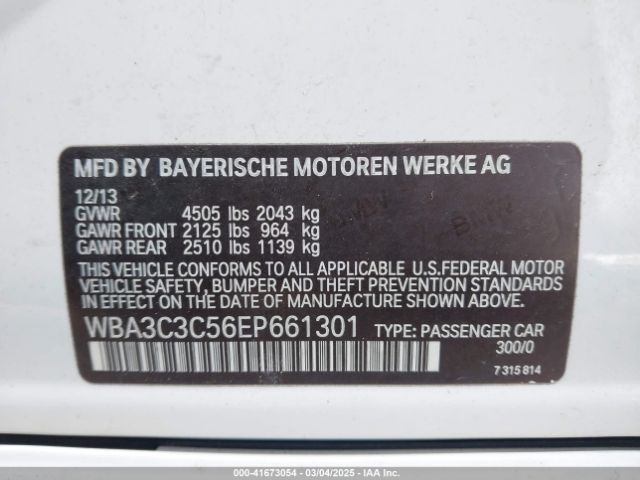 MFD BY BAYERISCHE MOTOREN WERKE AG
12/13
GVWR 4505 lbs 2043 kg
GAWR FRONT 2125 lbs 964 kg
GAWR REAR 2510 lbs 1139 kg
THIS VEHICLE CONFORMS TO ALL APPLICABLE U.S.FEDERAL MOTOR
VEHICLE SAFETY, BUMPER AND THEFT PREVENTION STANDARDS
IN EFFECT ON THE DATE OF MANUFACTURE SHOWN ABOVE.
WBA3C3C56EP661301 TYPE: PASSENGER CAR
300/0
7 315 814
000-41673054 - 03/04/2025 - IAAI.COM